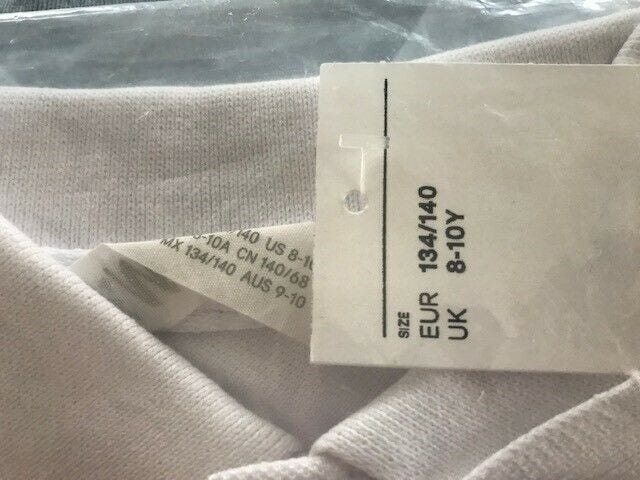 140 US 8-10
-10A CN 140/68
MX 134/140 AUS 9-10
SIZE
EUR 134/140
UK 8-10Y